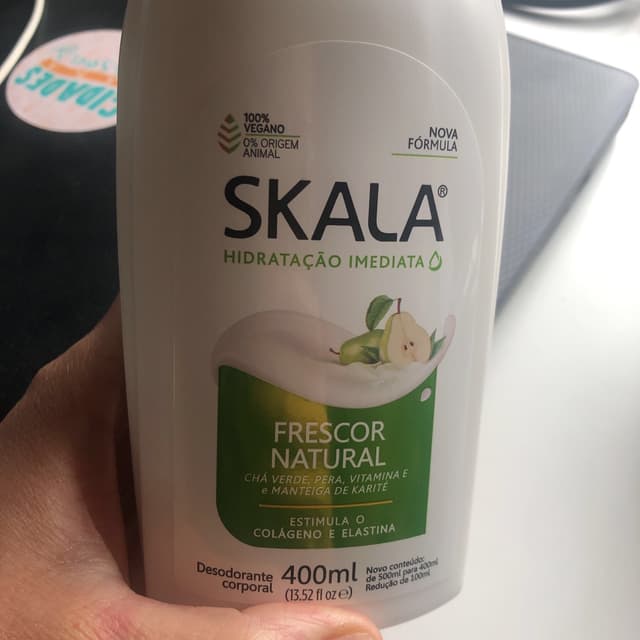 CIDADES
100%
VEGANO
0% ORIGEM
ANIMAL
NOVA
FÓRMULA
SKALA®
HIDRATAÇÃO IMEDIATA
FRESCOR
NATURAL
CHÁ VERDE, PERA, VITAMINA E
e MANTEIGA DE KARITÉ
ESTIMULA O
COLÁGENO E ELASTINA
Desodorante
corporal
400ml
(13.52 fl oz e)
Novo conteúdo:
de 500ml para 400ml
Redução de 100ml